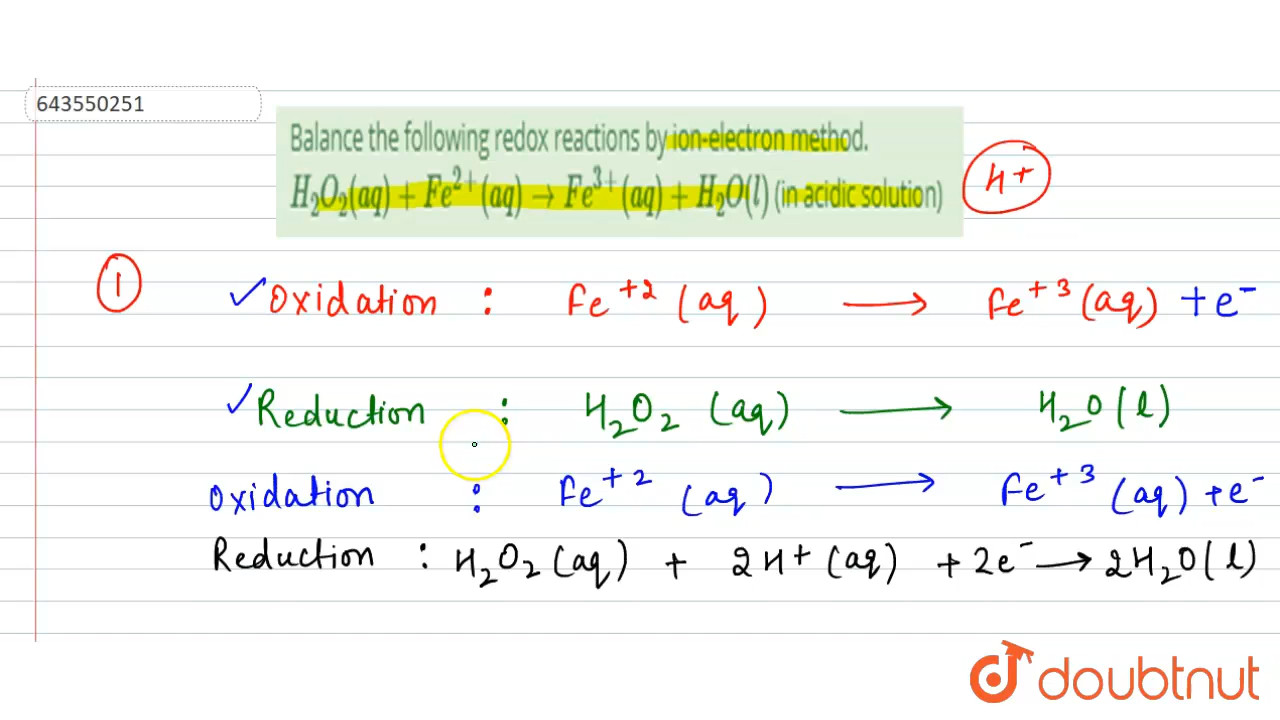 643550251
Balance the following redox reactions by ion-electron method.
H₂O₂(aq) + Fe²⁺(aq) → Fe³⁺(aq) + H₂O(l) (in acidic solution)
H+
1
✓ Oxidation : Fe⁺² (aq) → Fe⁺³ (aq) + e⁻
✓ Reduction : H₂O₂ (aq) → H₂O (l)
Oxidation : Fe⁺² (aq) → Fe⁺³ (aq) + e⁻
Reduction : H₂O₂ (aq) + 2H⁺ (aq) + 2e⁻ → 2H₂O (l)
doubtnut